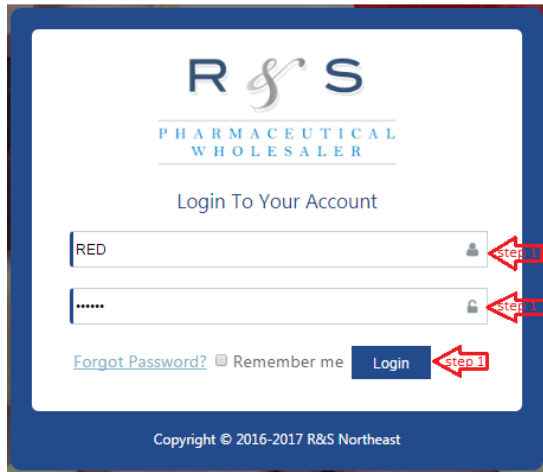 R & S
PHARMACEUTICAL
WHOLESALER
Login To Your Account
RED
step 1
••••••
step 1
Forgot Password? Remember me Login step 1
Copyright © 2016-2017 R&S Northeast